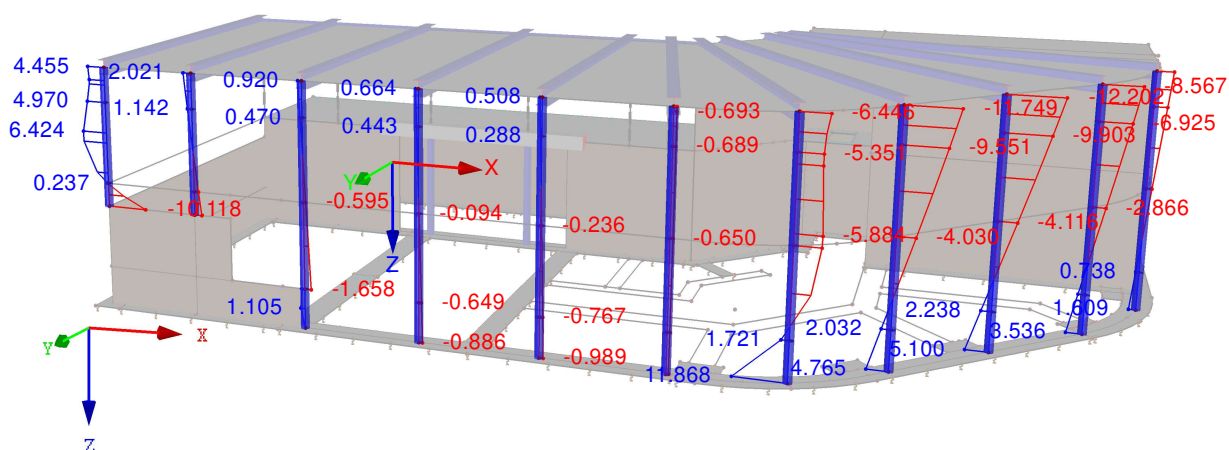 4.455 2.021 0.920 0.664 0.508 -0.693 -6.446 -11.749 -12.202 -8.567
4.970 1.142 0.470 0.443 0.288 -0.689 -5.351 -9.551 -9.903 -6.925
6.424
0.237 -10.118 -0.595 -0.094 -0.236 -0.650 -5.884 -4.030 -4.116 -2.866
X
Y
Z
0.738
1.105 -1.658 -0.649 -0.767 1.721 2.032 2.238 3.536 1.609
-0.886 -0.989 11.868 4.765 5.100
X
Y
Z